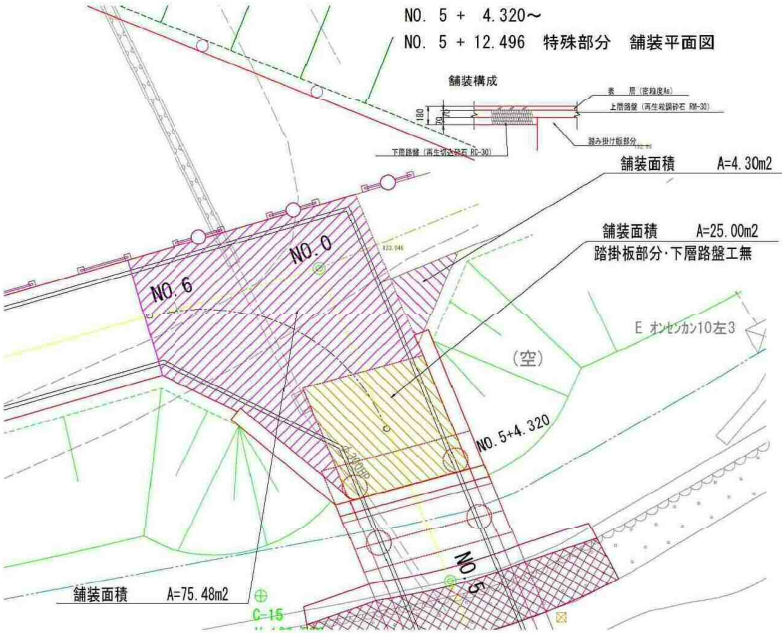 NO. 5 + 4.320～
NO. 5 + 12.496 特殊部分 舗装平面図
舗装構成
表 層 (密粒度As)
上層路盤 (再生粒調砕石 RM-30)
180
70
踏み掛け版部分
下層路盤 (再生切込砕石 RC-30)
舗装面積 A=4.30m2
舗装面積 A=25.00m2
踏掛板部分・下層路盤工無
NO.0
NO.6
E オンセンカン10左3
(空)
NO.5+4.320
NO.5
舗装面積 A=75.48m2
C-15